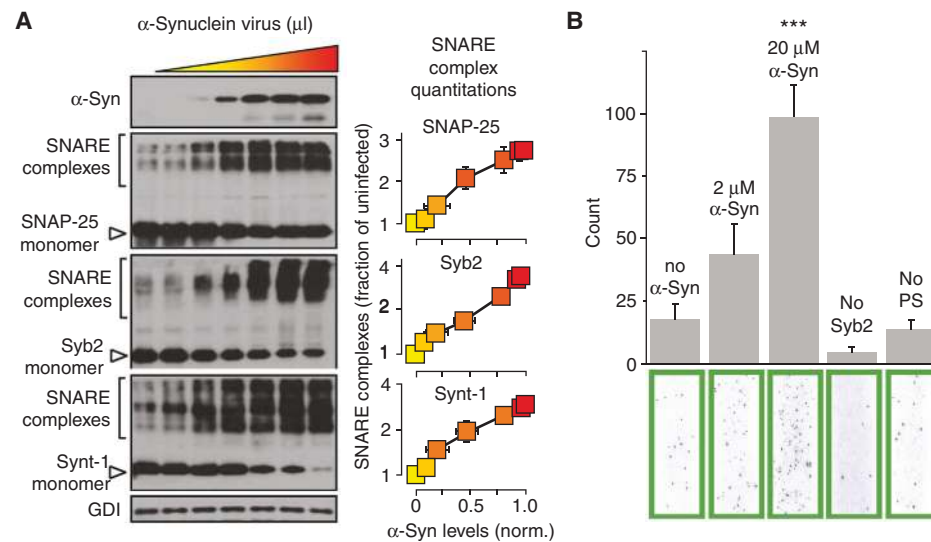 A
α-Synuclein virus (μl)
α-Syn
SNARE
complexes
SNAP-25
monomer
SNARE
complexes
Syb2
monomer
SNARE
complexes
Synt-1
monomer
GDI
SNARE
complex
quantitations
SNARE complexes (fraction of uninfected)
SNAP-25
3
2
1
Syb2
4
2
1
Synt-1
4
2
1
0
0.5
1.0
α-Syn levels (norm.)
B
Count
100
75
50
25
0
no
α-Syn
2 μM
α-Syn
***
20 μM
α-Syn
No
Syb2
No
PS